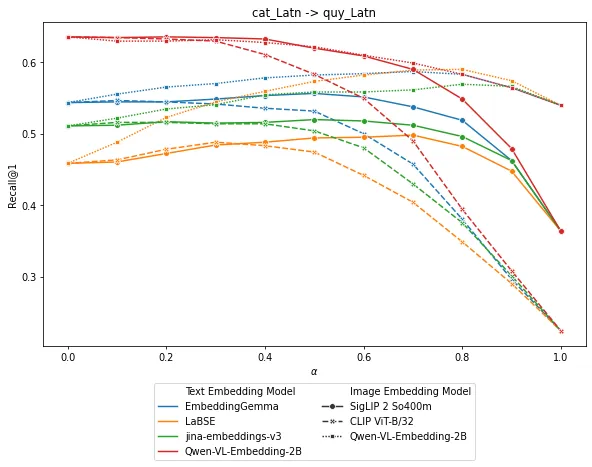 cat_Latn -> quy_Latn
Recall@1
0.6
0.5
0.4
0.3
0.0 0.2 0.4 0.6 0.8 1.0
α
Text Embedding Model Image Embedding Model
EmbeddingGemma SigLIP 2 So400m
LaBSE CLIP ViT-B/32
jina-embeddings-v3 Qwen-VL-Embedding-2B
Qwen-VL-Embedding-2B